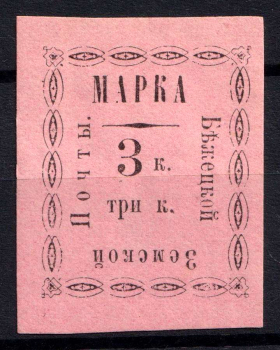 МАРКА
Бѣжецкой
Земской
Почты.
3 к.
три к.